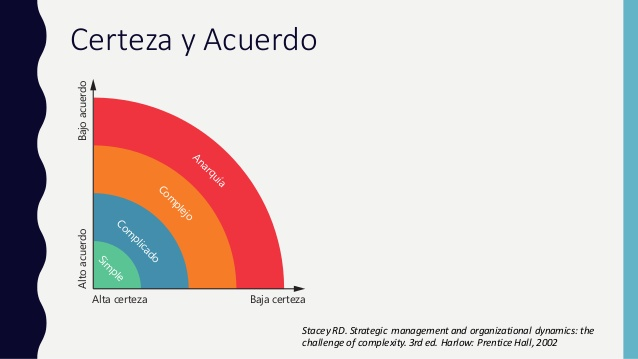 Certeza y Acuerdo
Bajo acuerdo
Anarquía
Complejo
Complicado
Simple
Alto acuerdo
Alta certeza
Baja certeza
Stacey RD. Strategic management and organizational dynamics: the
challenge of complexity. 3rd ed. Harlow: Prentice Hall, 2002